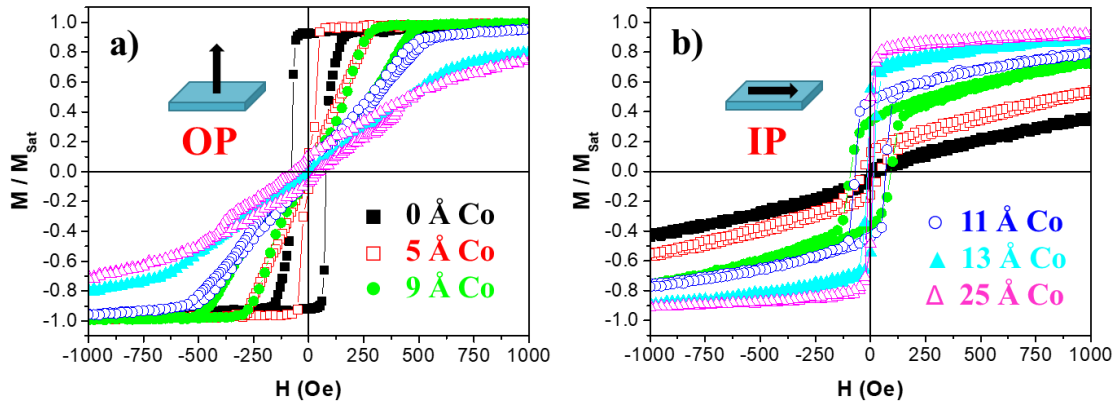 a)
OP
M / M_Sat
1.0
0.8
0.6
0.4
0.2
0.0
-0.2
-0.4
-0.6
-0.8
-1.0
0 Å Co
5 Å Co
9 Å Co
-1000 -750 -500 -250 0 250 500 750 1000
H (Oe)
b)
IP
M / M_Sat
1.0
0.8
0.6
0.4
0.2
0.0
-0.2
-0.4
-0.6
-0.8
-1.0
11 Å Co
13 Å Co
25 Å Co
-1000 -750 -500 -250 0 250 500 750 1000
H (Oe)